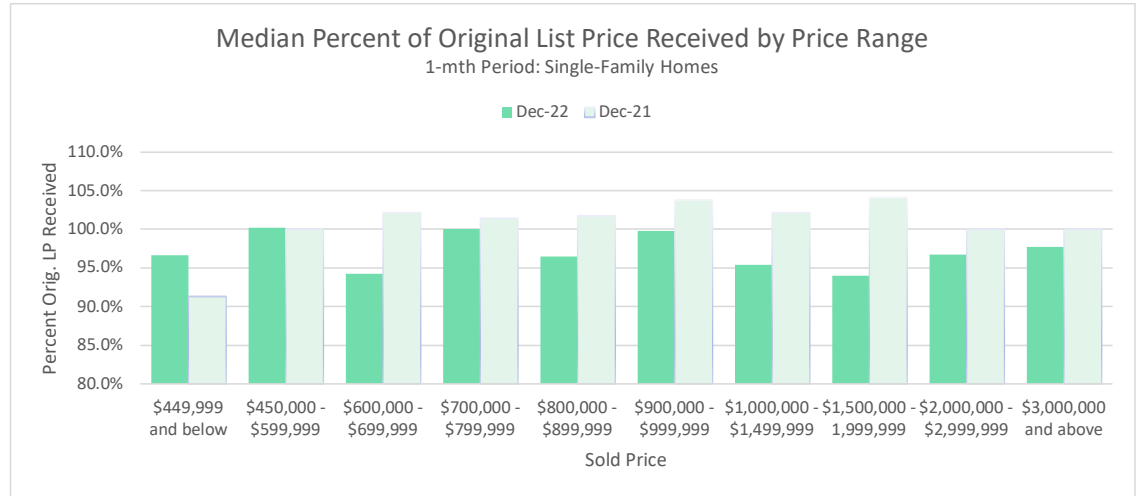 Median Percent of Original List Price Received by Price Range
1-mth Period: Single-Family Homes
Dec-22 Dec-21
Percent Orig. LP Received
110.0%
105.0%
100.0%
95.0%
90.0%
85.0%
80.0%
$449,999 $450,000 - $600,000 - $700,000 - $800,000 - $900,000 - $1,000,000 - $1,500,000 - $2,000,000 - $3,000,000
and below $599,999 $699,999 $799,999 $899,999 $999,999 $1,499,999 1,999,999 $2,999,999 and above
Sold Price